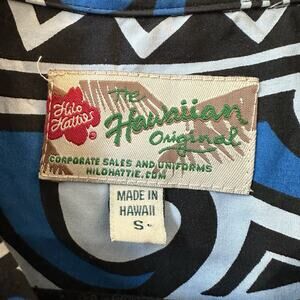 Hilo
Hattie
The
Hawaiian
Original
CORPORATE SALES AND UNIFORMS
HILOHATTIE.COM
MADE IN
HAWAII
S